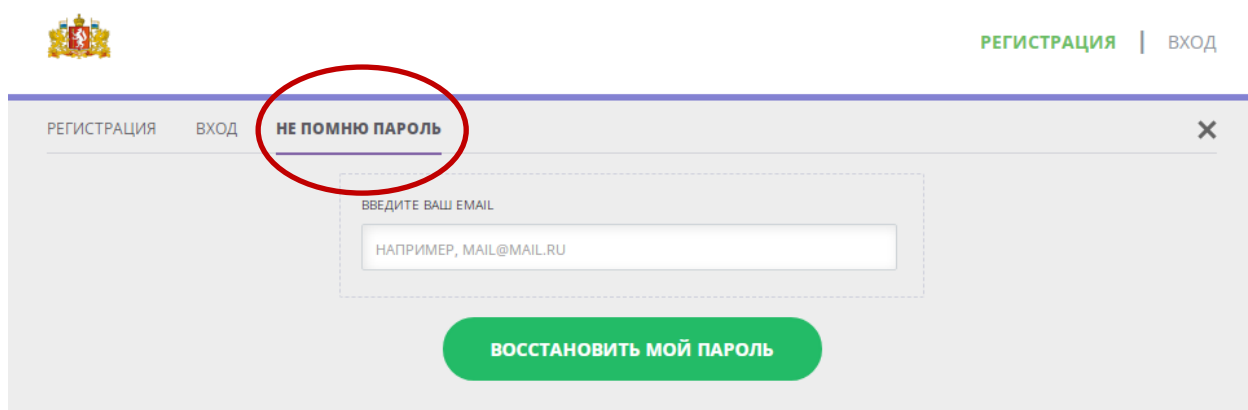 РЕГИСТРАЦИЯ | ВХОД
РЕГИСТРАЦИЯ ВХОД НЕ ПОМНЮ ПАРОЛЬ ×
ВВЕДИТЕ ВАШ EMAIL
НАПРИМЕР, MAIL@MAIL.RU
ВОССТАНОВИТЬ МОЙ ПАРОЛЬ